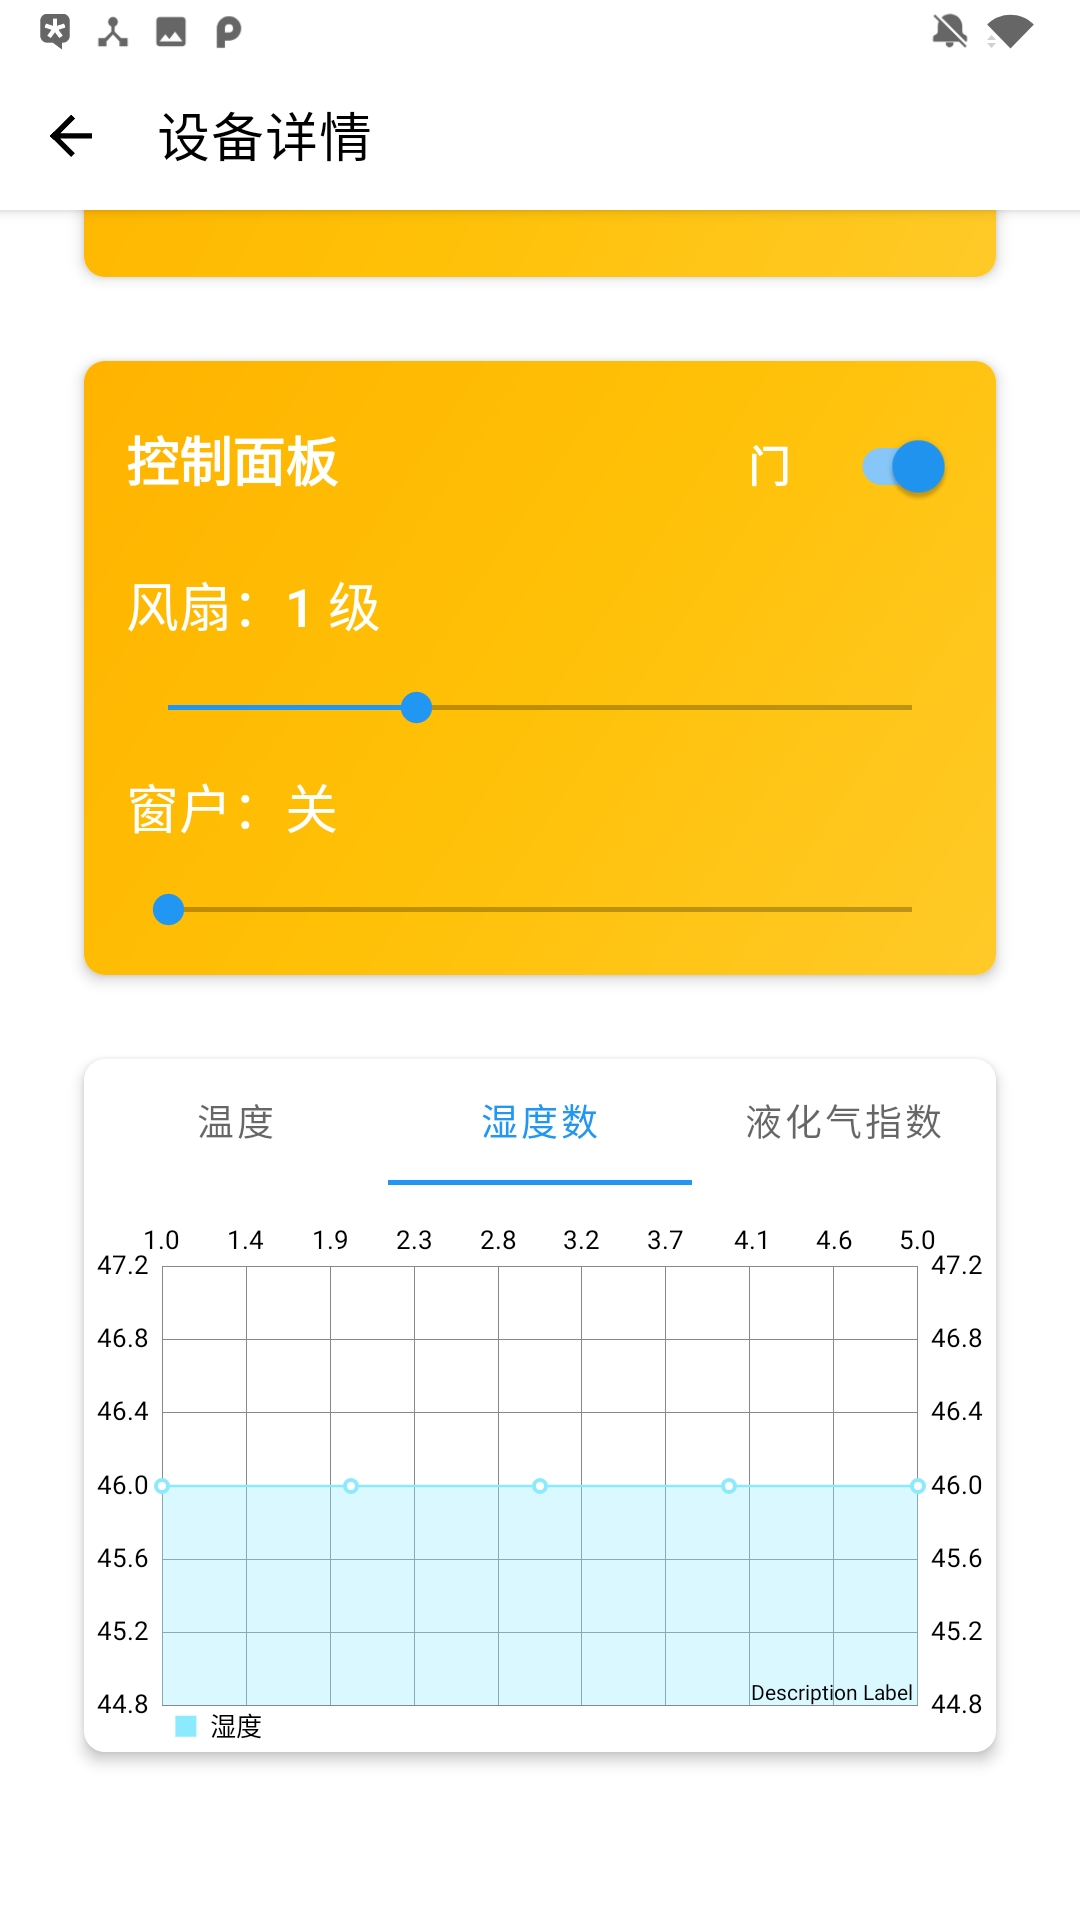 设备详情
控制面板 门
风扇：1 级
窗户：关
温度 湿度数 液化气指数
1.0 1.4 1.9 2.3 2.8 3.2 3.7 4.1 4.6 5.0
47.2 47.2
46.8 46.8
46.4 46.4
46.0 46.0
45.6 45.6
45.2 45.2
Description Label
44.8 44.8
湿度